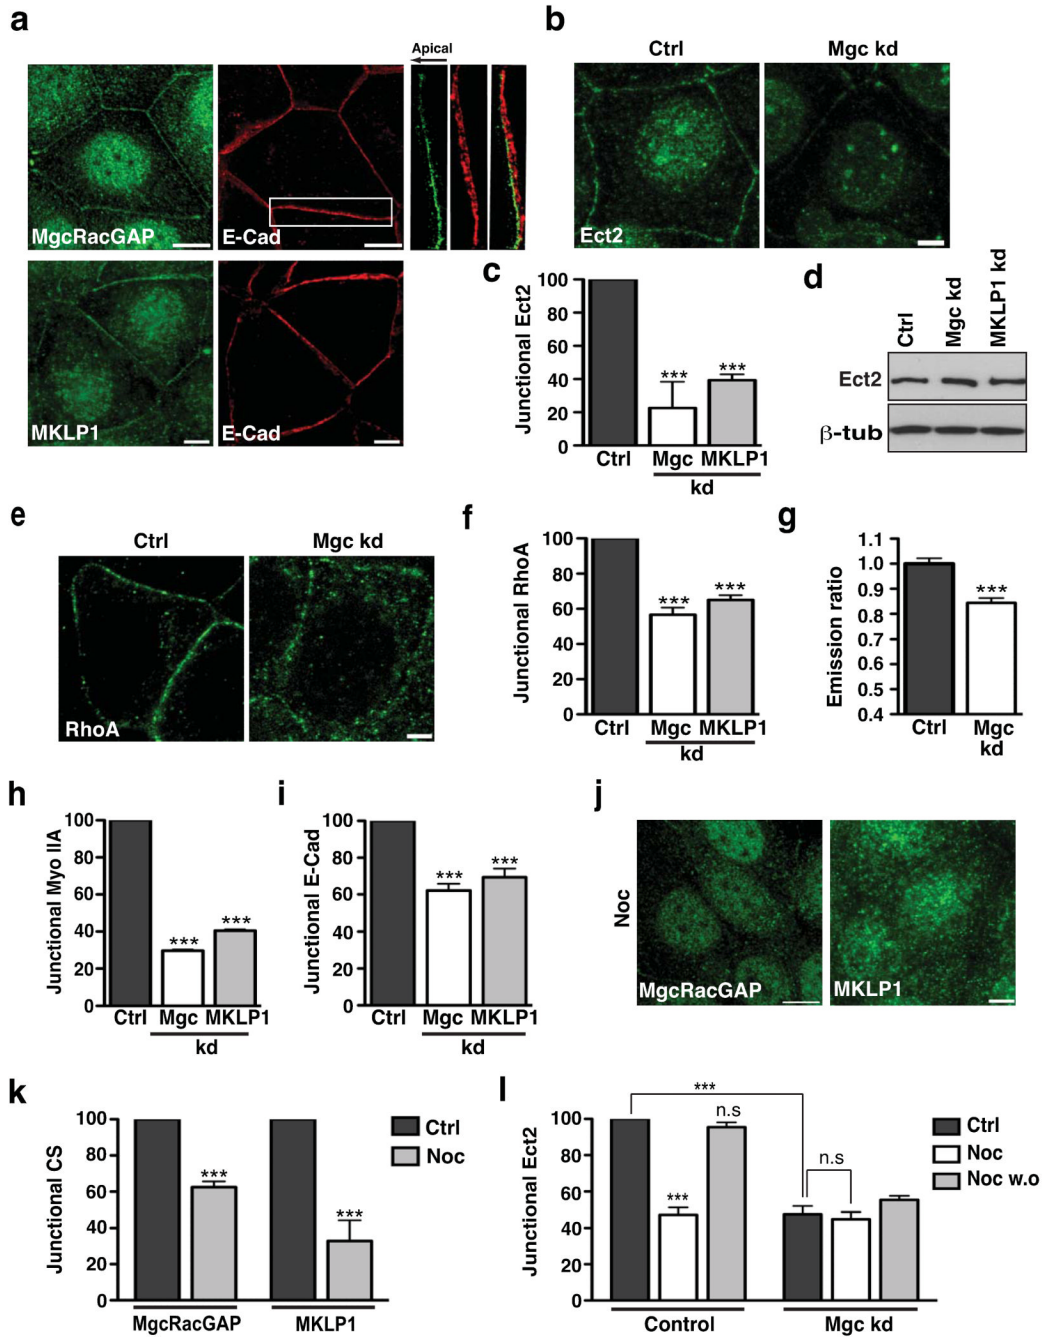 a
Apical
MgcRacGAP
E-Cad
MKLP1
E-Cad
b
Ctrl
Mgc kd
Ect2
c
Junctional Ect2
100
80
60
40
20
0
***
***
Ctrl
Mgc
MKLP1
kd
d
Ctrl
Mgc kd
MKLP1 kd
Ect2
β-tub
e
Ctrl
Mgc kd
RhoA
f
Junctional RhoA
100
80
60
40
20
0
***
***
Ctrl
Mgc
MKLP1
kd
g
Emission ratio
1.1
1.0
0.9
0.8
0.7
0.6
0.5
0.4
***
Ctrl
Mgc
kd
h
Junctional Myo IIA
100
80
60
40
20
0
***
***
Ctrl
Mgc
MKLP1
kd
i
Junctional E-Cad
100
80
60
40
20
0
***
***
Ctrl
Mgc
MKLP1
kd
j
Noc
MgcRacGAP
MKLP1
k
Junctional CS
100
80
60
40
20
0
***
***
Ctrl
Noc
MgcRacGAP
MKLP1
l
Junctional Ect2
100
80
60
40
20
0
***
n.s
***
n.s
Ctrl
Noc
Noc w.o
Control
Mgc kd